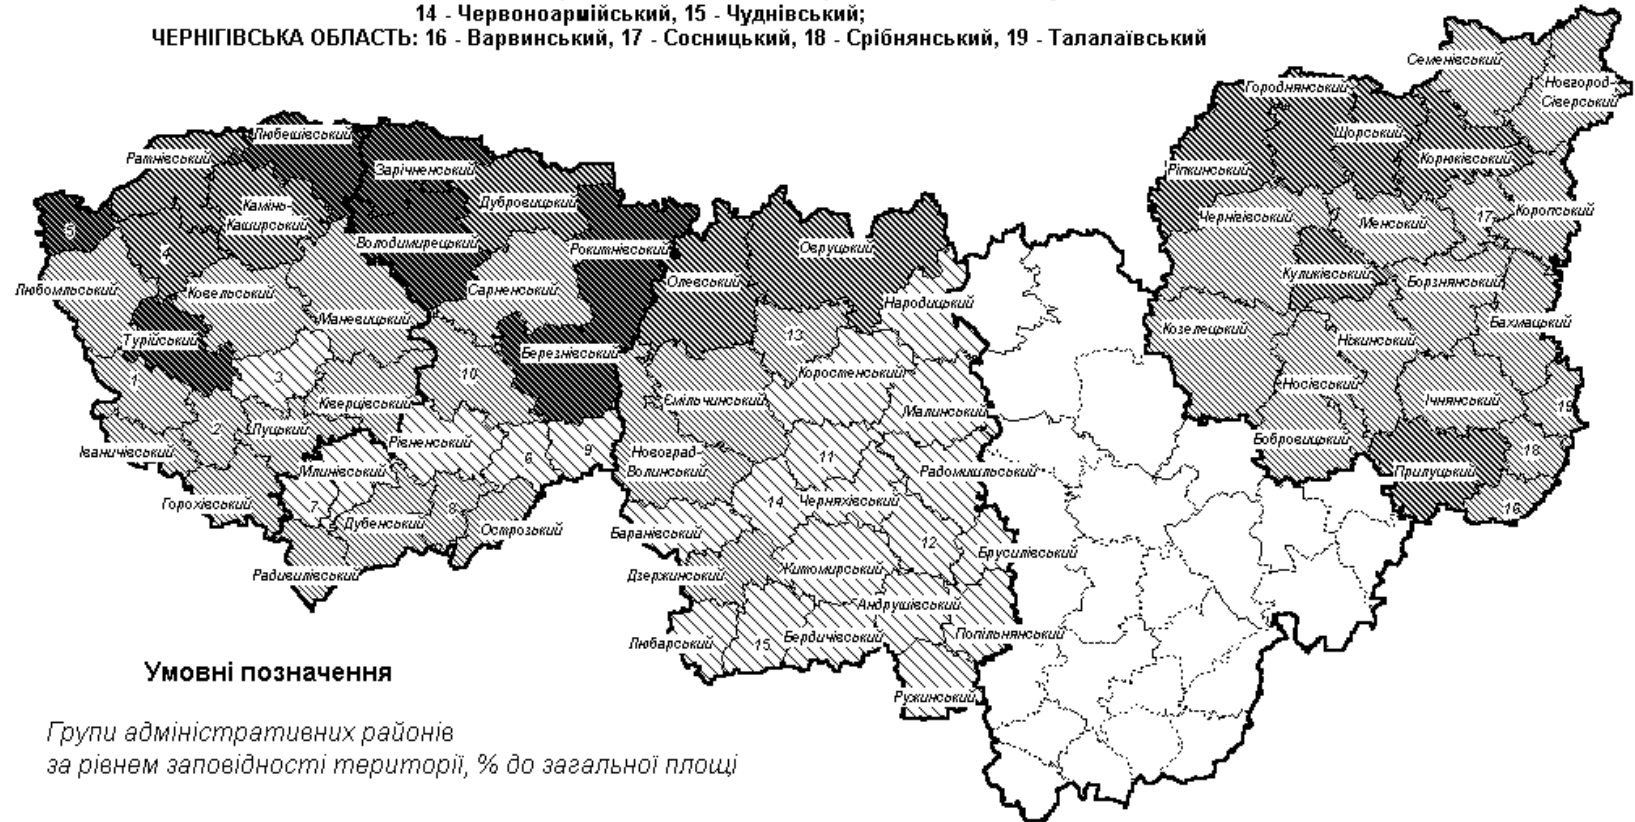 14 - Червоноармійський, 15 - Чуднівський;
ЧЕРНІГІВСЬКА ОБЛАСТЬ: 16 - Варвинський, 17 - Сосницький, 18 - Срібнянський, 19 - Талалаївський
Семенівський
Новгород-
Сіверський
Городнянський
Щорський
Корюківський
Ріпкинський
Чернігівський
Менський
17
Коропський
Куликівський
Борзнянський
Козелецький
Ніжинський
Бахмацький
Носівський
Ічнянський
19
Бобровицький
Прилуцький
18
16
Любешівський
Ратнівський
Зарічненський
Камінь-
Каширський
Дубровицький
5
4
Володимирецький
Рокитнівський
Овруцький
Любомльський
Ковельський
Сарненський
Олевський
Народицький
Маневицький
Турійський
13
Березнівський
1
3
10
Коростенський
Ківерцівський
Ємільчинський
Малинський
2
Луцький
Рівненський
Іваничівський
6
9
Новоград-
Волинський
11
Млинівський
Радомишльський
Горохівський
7
8
14
Черняхівський
Дубенський
Острозький
Баранівський
12
Брусилівський
Радивилівський
Дзержинський
Житомирський
Андрушівський
Любарський
15
Бердичівський
Попільнянський
Ружинський
Умовні позначення
Групи адміністративних районів
за рівнем заповідності території, % до загальної площі